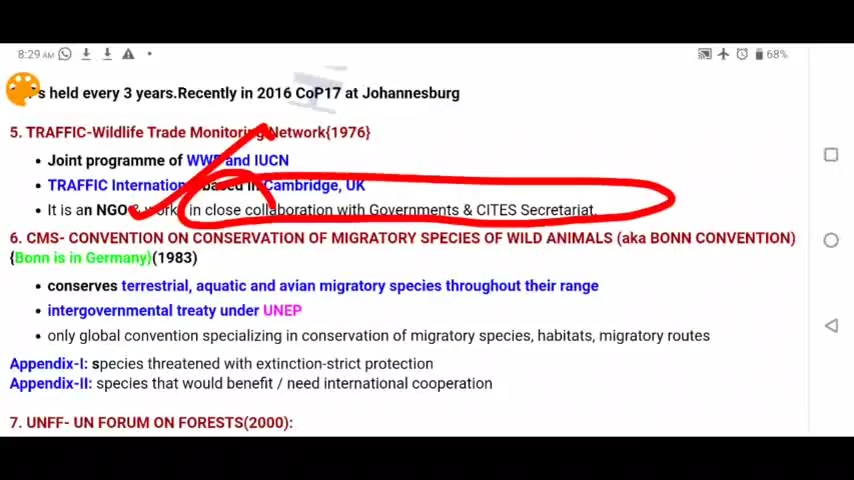 8:29 AM
68%
's held every 3 years.Recently in 2016 CoP17 at Johannesburg
5. TRAFFIC-Wildlife Trade Monitoring Network{1976}
• Joint programme of WWF and IUCN
• TRAFFIC International based in Cambridge, UK
• It is an NGO & works in close collaboration with Governments & CITES Secretariat.
6. CMS- CONVENTION ON CONSERVATION OF MIGRATORY SPECIES OF WILD ANIMALS (aka BONN CONVENTION)
{Bonn is in Germany}(1983)
• conserves terrestrial, aquatic and avian migratory species throughout their range
• intergovernmental treaty under UNEP
• only global convention specializing in conservation of migratory species, habitats, migratory routes
Appendix-I: species threatened with extinction-strict protection
Appendix-II: species that would benefit / need international cooperation
7. UNFF- UN FORUM ON FORESTS(2000):